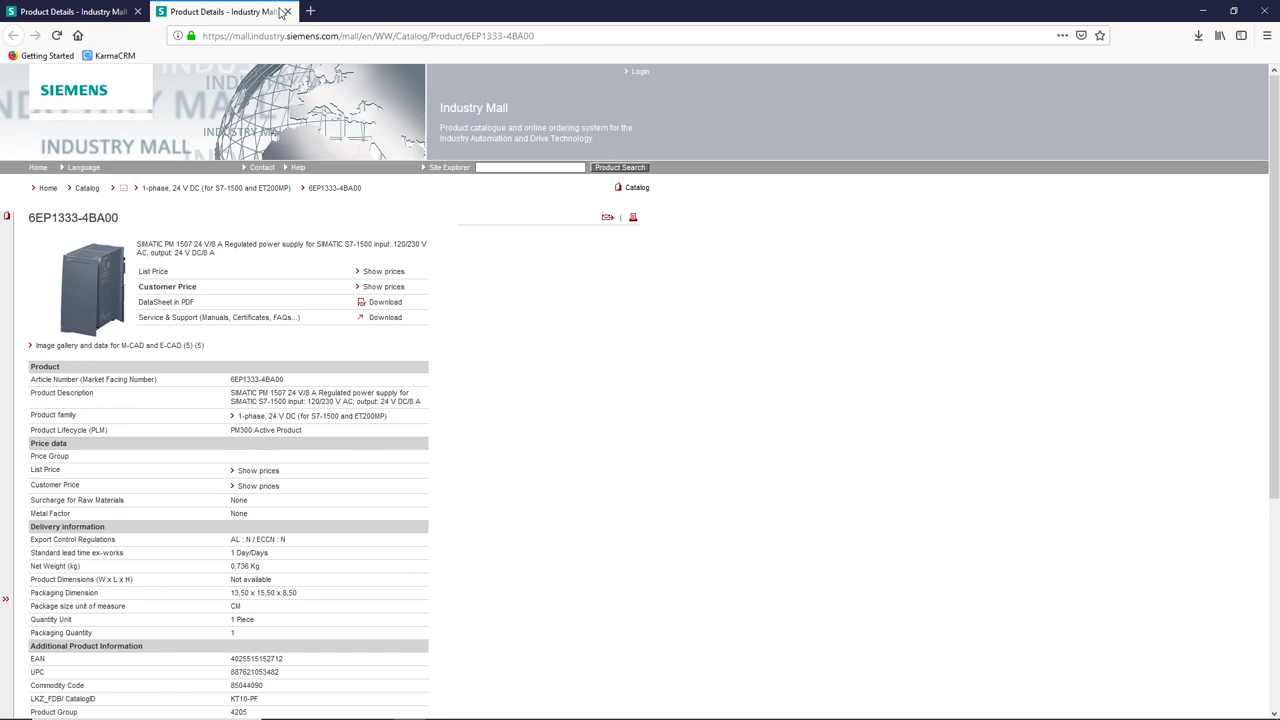 Product Details - Industry Mall
Product Details - Industry Mall
https://mall.industry.siemens.com/mall/en/WW/Catalog/Product/6EP1333-4BA00
Getting Started
KarmaCRM
SIEMENS
INDUSTRY MALL
Login
Industry Mall
Product catalogue and online ordering system for the
Industry Automation and Drive Technology.
Home
Language
Contact
Help
Site Explorer
Product Search
Home
Catalog
1-phase, 24 V DC (for S7-1500 and ET200MP)
6EP1333-4BA00
Catalog
6EP1333-4BA00
SIMATIC PM 1507 24 V/8 A Regulated power supply for SIMATIC S7-1500 input: 120/230 V
AC, output: 24 V DC/8 A
List Price Show prices
Customer Price Show prices
DataSheet in PDF Download
Service & Support (Manuals, Certificates, FAQs...) Download
Image gallery and data for M-CAD and E-CAD (5) (5)
Product
Article Number (Market Facing Number) 6EP1333-4BA00
Product Description SIMATIC PM 1507 24 V/8 A Regulated power supply for
SIMATIC S7-1500 input: 120/230 V AC, output: 24 V DC/8 A
Product family 1-phase, 24 V DC (for S7-1500 and ET200MP)
Product Lifecycle (PLM) PM300:Active Product
Price data
Price Group
List Price Show prices
Customer Price Show prices
Surcharge for Raw Materials None
Metal Factor None
Delivery information
Export Control Regulations AL : N / ECCN : N
Standard lead time ex-works 1 Day/Days
Net Weight (kg) 0,736 Kg
Product Dimensions (W x L x H) Not available
Packaging Dimension 13,50 x 15,50 x 8,50
Package size unit of measure CM
Quantity Unit 1 Piece
Packaging Quantity 1
Additional Product Information
EAN 4025515152712
UPC 887621053482
Commodity Code 85044090
LKZ_FDB/ CatalogID KT10-PF
Product Group 4205